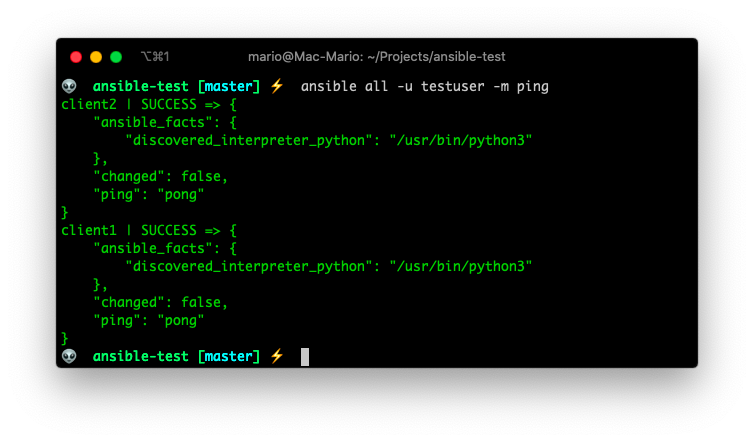 ⌥⌘1 mario@Mac-Mario: ~/Projects/ansible-test
👽 ansible-test [master] ⚡ ansible all -u testuser -m ping
client2 | SUCCESS => {
    "ansible_facts": {
        "discovered_interpreter_python": "/usr/bin/python3"
    },
    "changed": false,
    "ping": "pong"
}
client1 | SUCCESS => {
    "ansible_facts": {
        "discovered_interpreter_python": "/usr/bin/python3"
    },
    "changed": false,
    "ping": "pong"
}
👽 ansible-test [master] ⚡